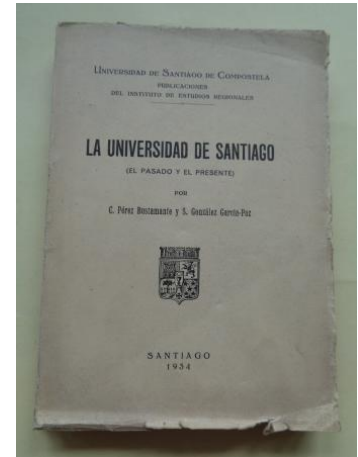 UNIVERSIDAD DE SANTIAGO DE COMPOSTELA
PUBLICACIONES
DEL INSTITUTO DE ESTUDIOS REGIONALES
LA UNIVERSIDAD DE SANTIAGO
(EL PASADO Y EL PRESENTE)
POR
C. Pérez Bustamante y S. González García-Paz
SANTIAGO
1934